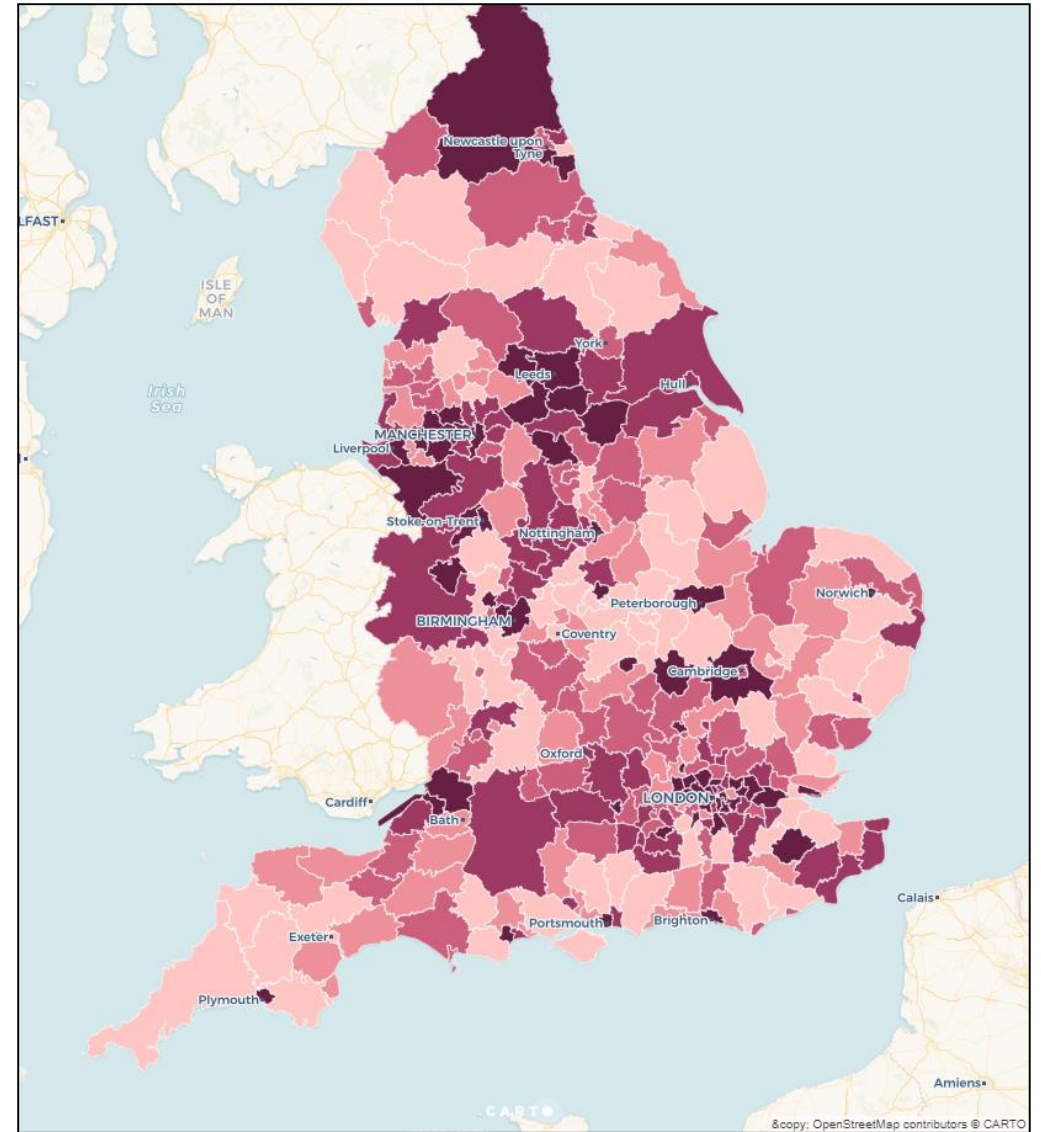 Newcastle upon
Tyne
LFAST
ISLE
OF
MAN
York
Leeds
Irish
Sea
Hull
MANCHESTER
Liverpool
Stoke-on-Trent
Nottingham
Norwich
Peterborough
BIRMINGHAM
Coventry
Cambridge
Oxford
LONDON
Cardiff
Bath
Calais
Portsmouth
Brighton
Exeter
Plymouth
Amiens
CARTO
&copy; OpenStreetMap contributors © CARTO